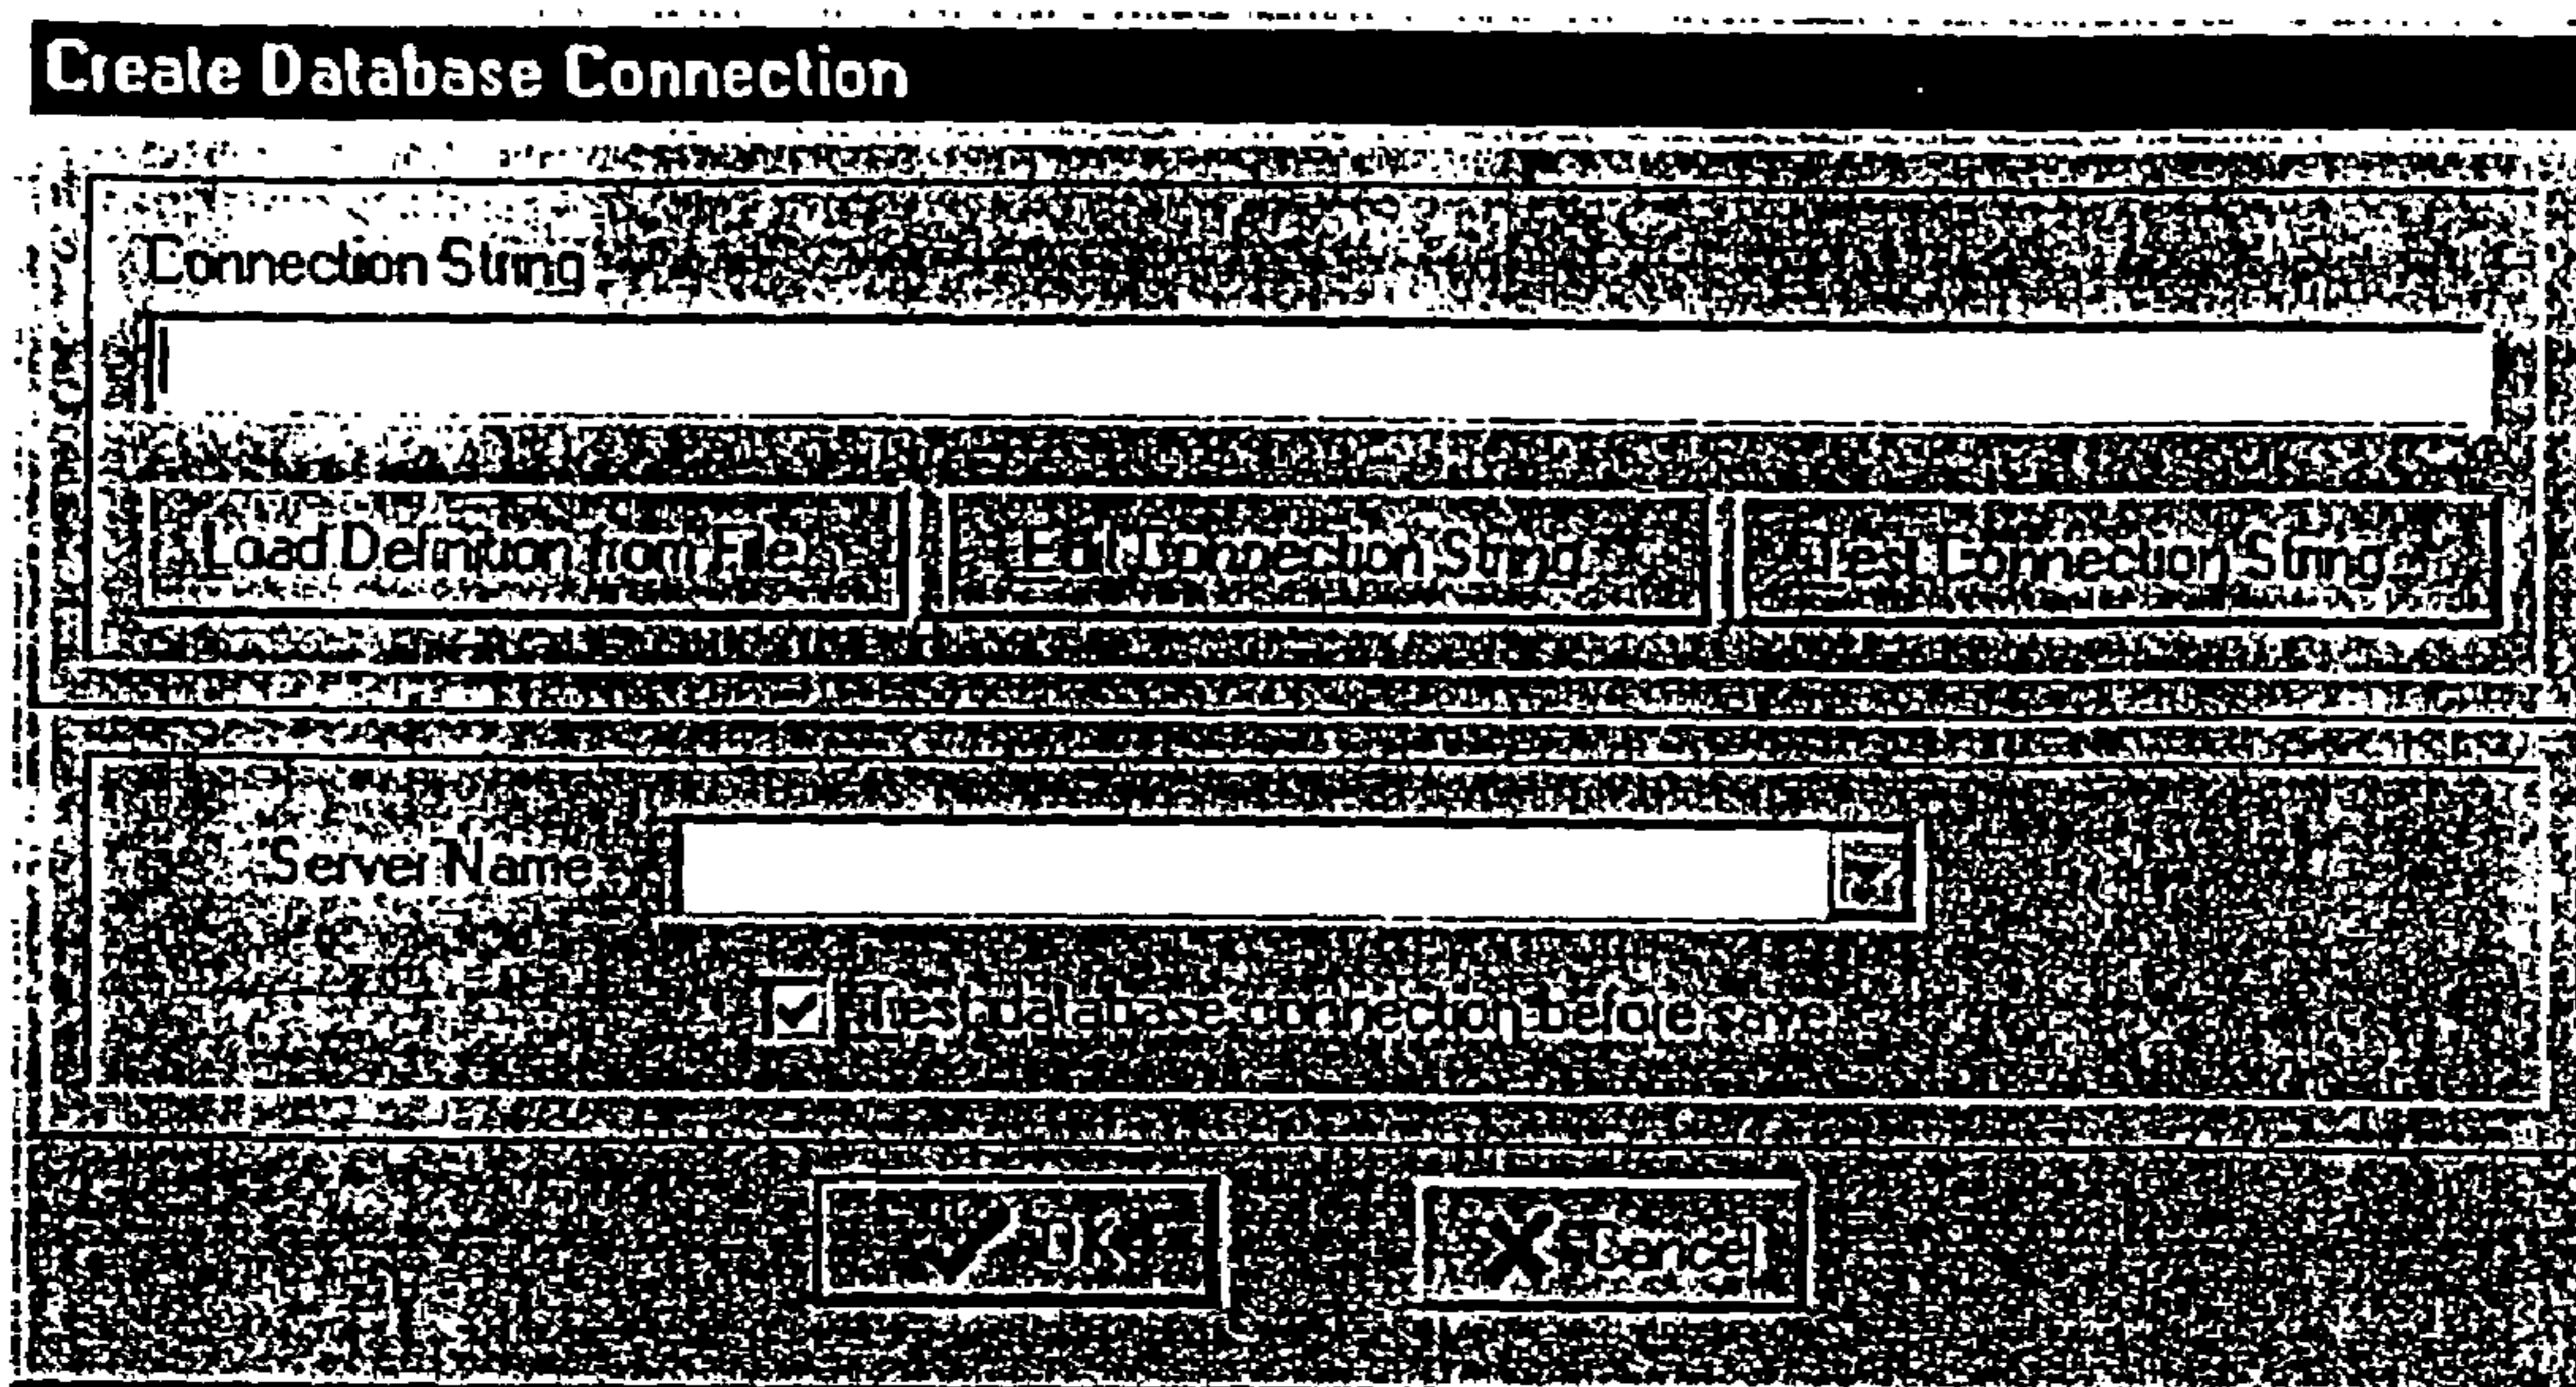 Create Database Connection
Connection String
Load Definition from File
Edit Connection String
Test Connection String
Server Name
Test database connection before save
OK
Cancel